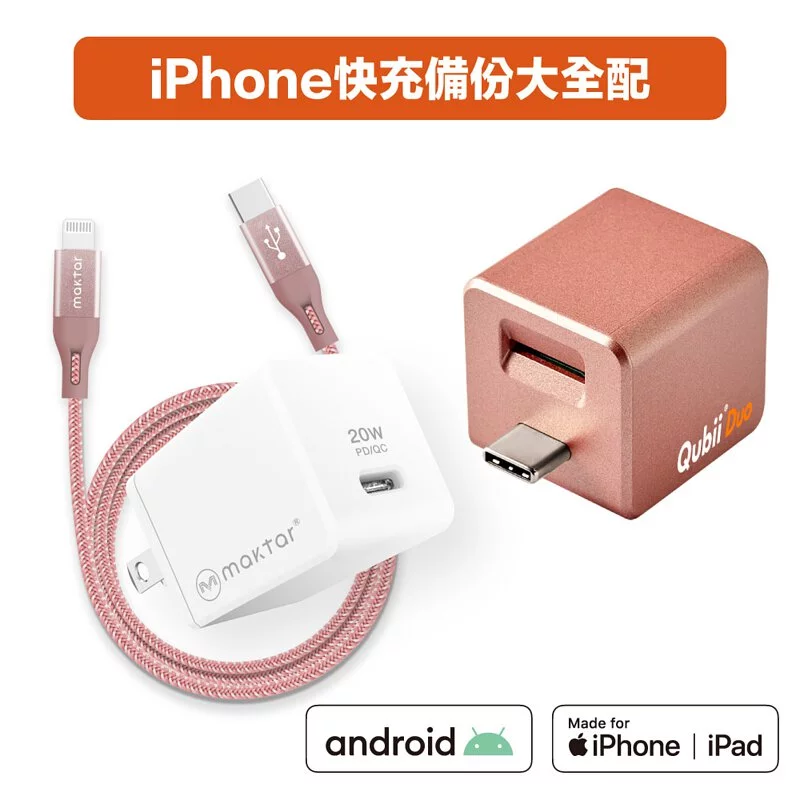 iPhone快充備份大全配
maktar
20W
PD/QC
maktar®
Qubii® Duo
android
Made for
iPhone | iPad